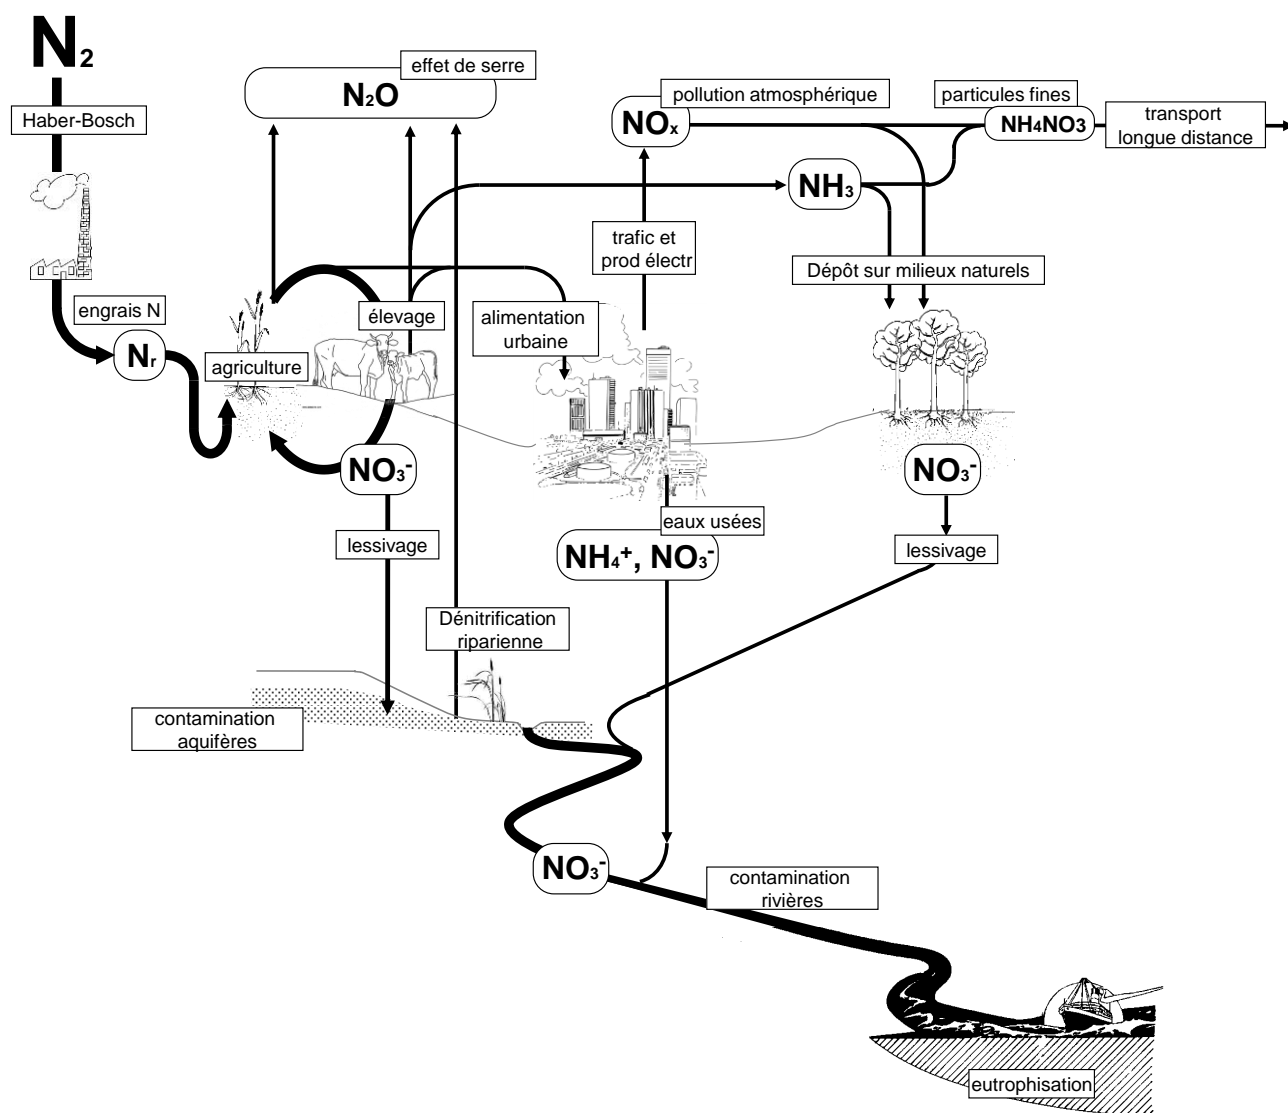 N2
effet de serre
N2O
Haber-Bosch
pollution atmosphérique
NOx
particules fines
NH4NO3
transport
longue distance
NH3
trafic et
prod électr
Dépôt sur milieux naturels
engrais N
Nr
agriculture
élevage
alimentation
urbaine
NO3-
NO3-
lessivage
eaux usées
NH4+, NO3-
lessivage
Dénitrification
riparienne
contamination
aquifères
NO3-
contamination
rivières
eutrophisation